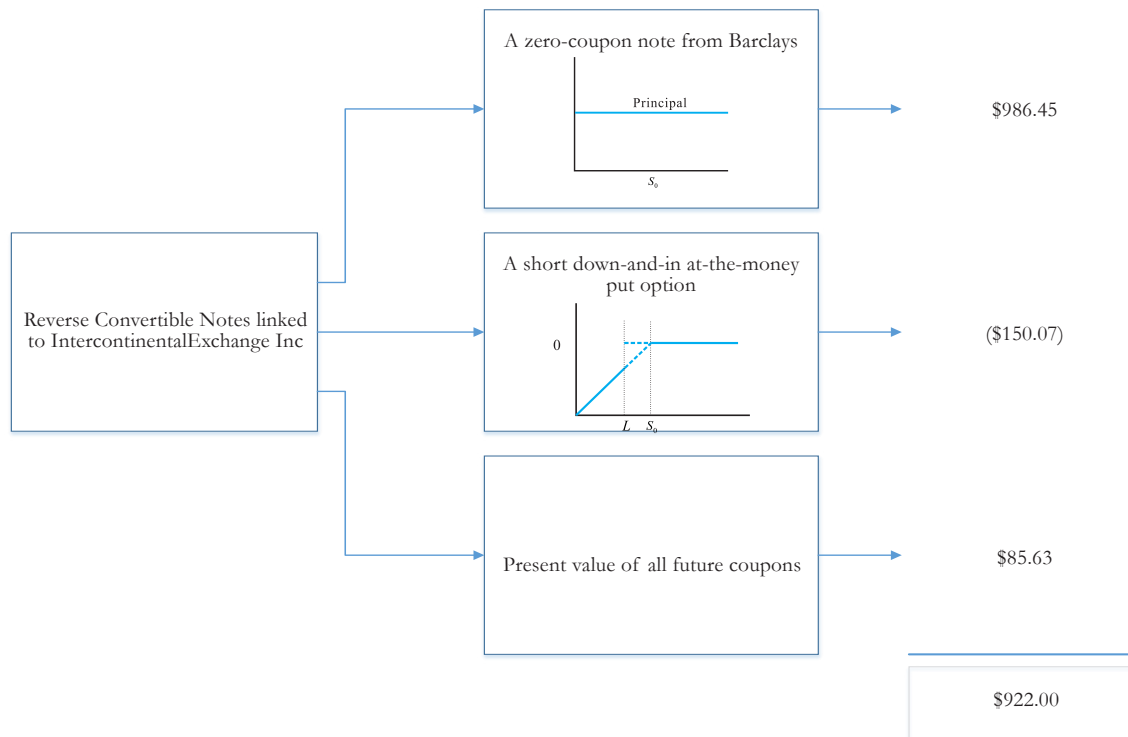 A zero-coupon note from Barclays
Principal
S₀
$986.45
Reverse Convertible Notes linked
to IntercontinentalExchange Inc
A short down-and-in at-the-money
put option
0
L S₀
($150.07)
Present value of all future coupons
$85.63
$922.00